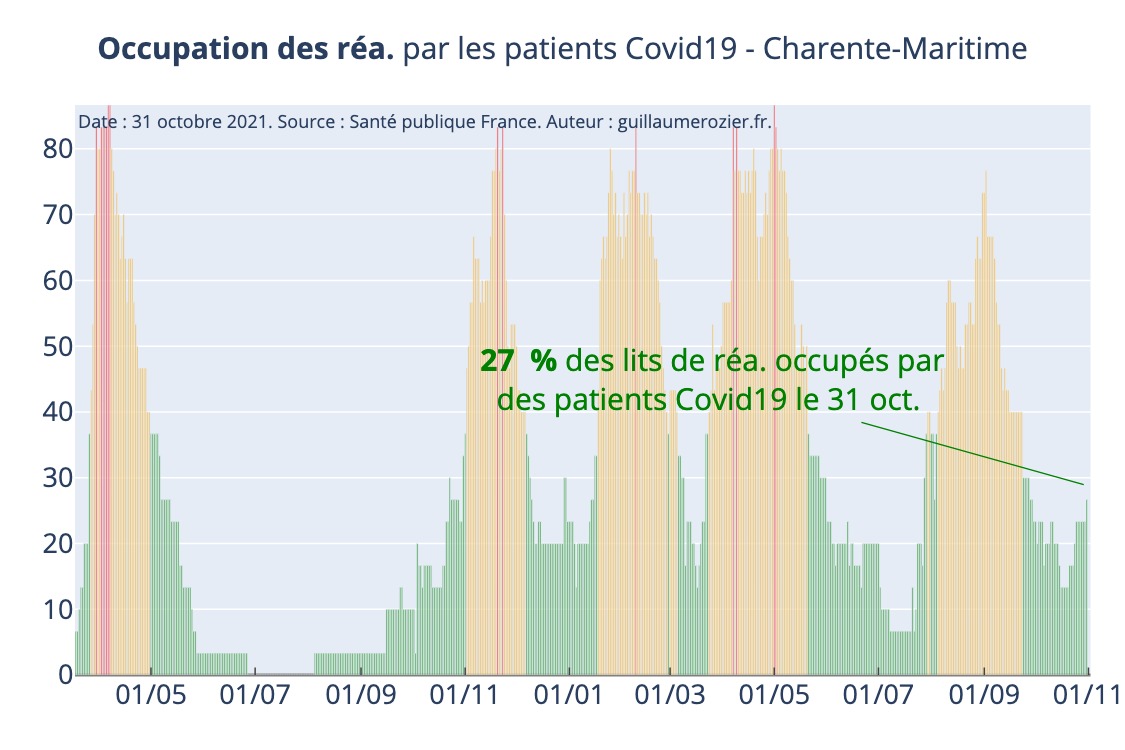 Occupation des réa. par les patients Covid19 - Charente-Maritime
Date : 31 octobre 2021. Source : Santé publique France. Auteur : guillaumerozier.fr.
80
70
60
50
40
30
20
10
0
27 % des lits de réa. occupés par
des patients Covid19 le 31 oct.
01/05 01/07 01/09 01/11 01/01 01/03 01/05 01/07 01/09 01/11